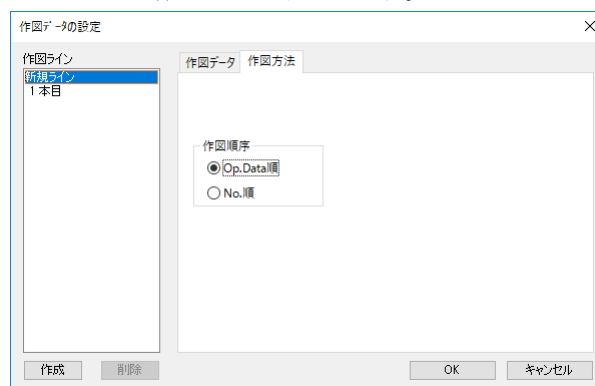 作図ﾃﾞｰﾀの設定
作図ライン
新規ライン
1本目
作図データ
作図方法
作図順序
Op.Data順
No.順
作成
削除
OK
キャンセル